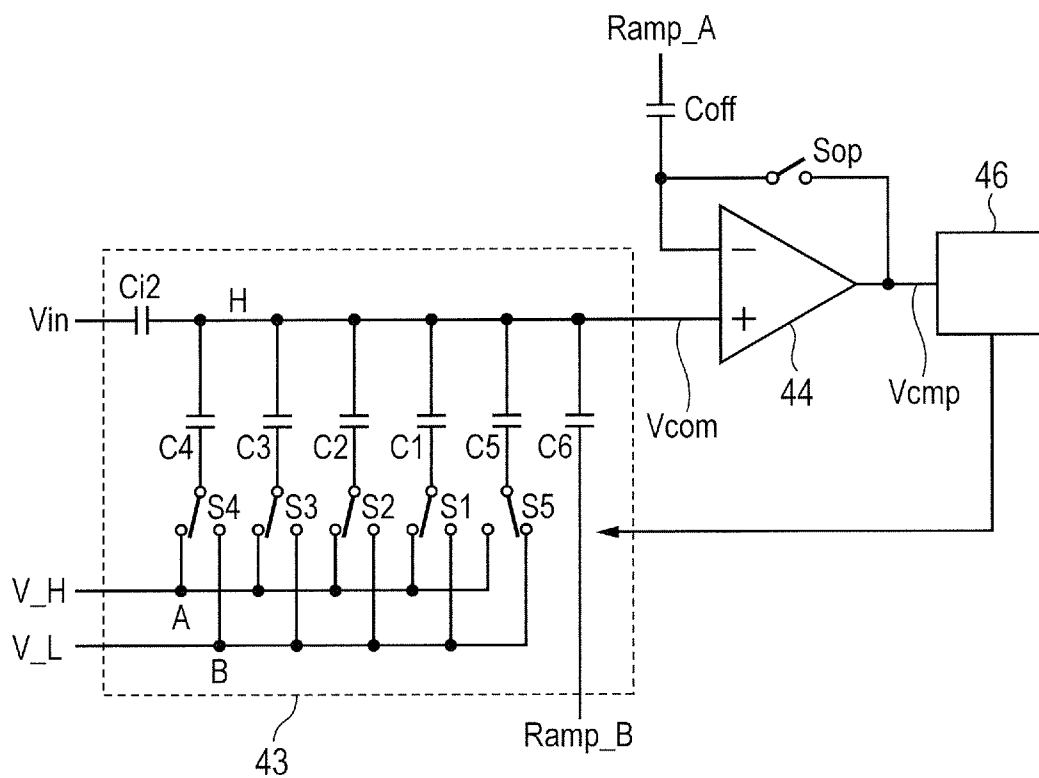 Ramp_A
Coff
Sop
46
Ci2
H
Vin
−
+
44
Vcmp
Vcom
C4 C3 C2 C1 C5 C6
S4 S3 S2 S1 S5
V_H
A
V_L
B
Ramp_B
43